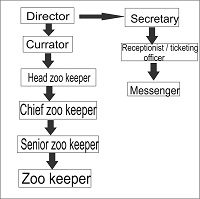 Director
Secretary
Currator
Receptionist / ticketing
officer
Head zoo keeper
Messenger
Chief zoo keeper
Senior zoo keeper
Zoo keeper